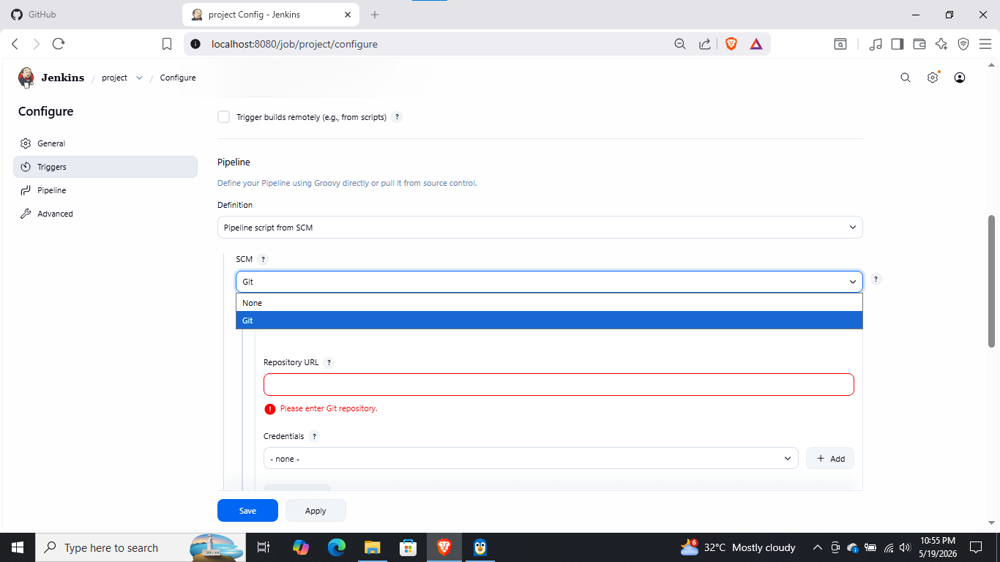 GitHub
project Config - Jenkins
localhost:8080/job/project/configure
Jenkins / project / Configure
Configure
General
Triggers
Pipeline
Advanced
Trigger builds remotely (e.g., from scripts) ?
Pipeline
Define your Pipeline using Groovy directly or pull it from source control.
Definition
Pipeline script from SCM
SCM ?
Git
?
None
Git
Repository URL ?
Please enter Git repository.
Credentials ?
- none -
+ Add
Save
Apply
Type here to search
6
32°C Mostly cloudy
10:55 PM
5/19/2026